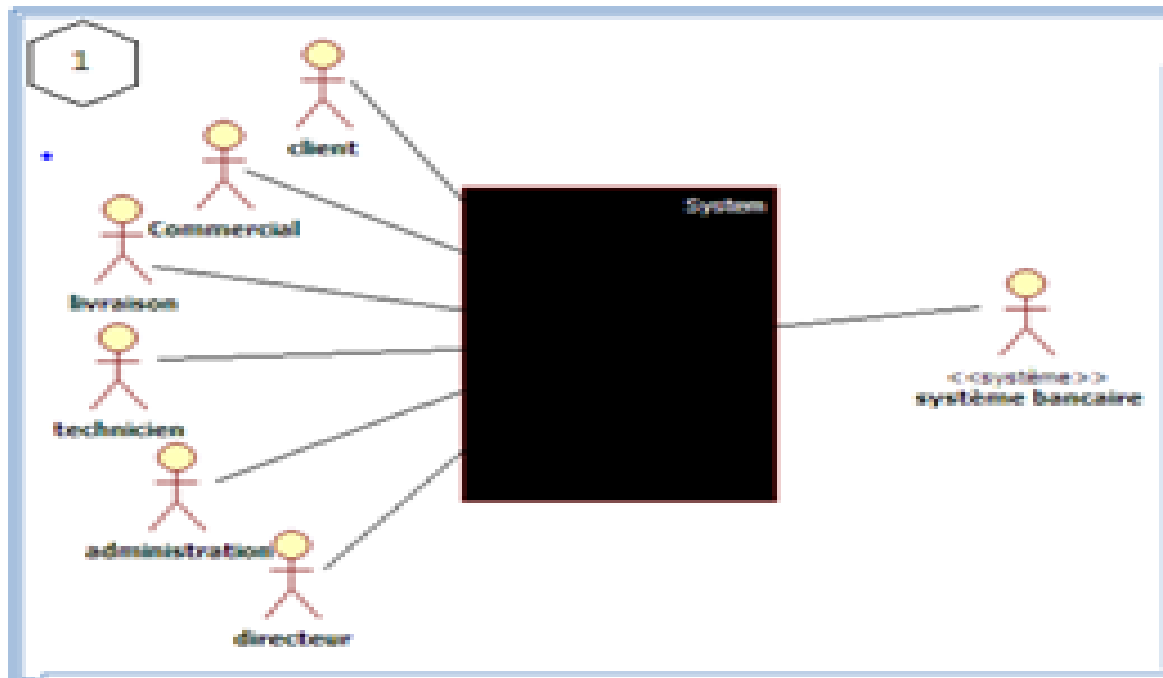 1
client
Commercial
System
livraison
technicien
<<système>>
système bancaire
administration
directeur